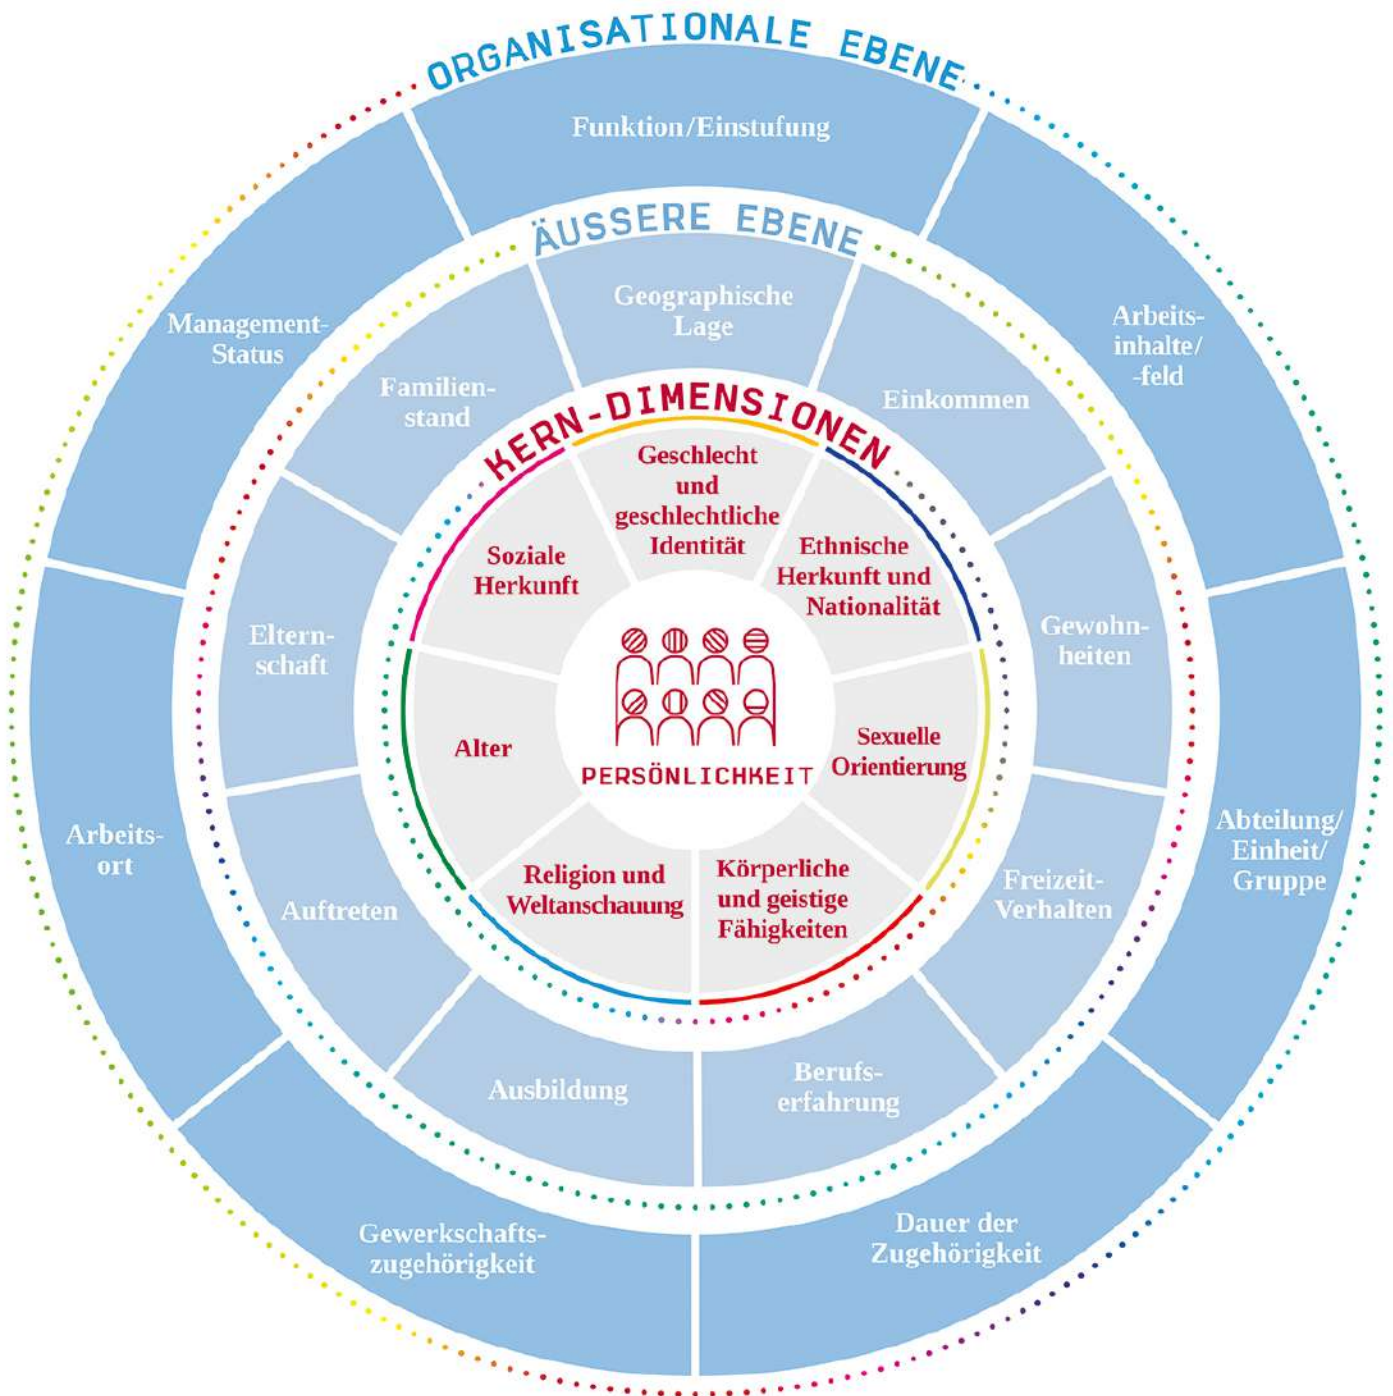 ORGANISATIONALE EBENE
Funktion/Einstufung
Arbeits-
inhalte/
-feld
Abteilung/
Einheit/
Gruppe
Dauer der
Zugehörigkeit
Gewerkschafts-
zugehörigkeit
Arbeits-
ort
Management-
Status
ÄUSSERE EBENE
Geographische
Lage
Einkommen
Gewohn-
heiten
Freizeit-
Verhalten
Berufs-
erfahrung
Ausbildung
Auftreten
Eltern-
schaft
Familien-
stand
KERN-DIMENSIONEN
Geschlecht
und
geschlechtliche
Identität
Ethnische
Herkunft und
Nationalität
Sexuelle
Orientierung
Körperliche
und geistige
Fähigkeiten
Religion und
Weltanschauung
Alter
Soziale
Herkunft
PERSÖNLICHKEIT